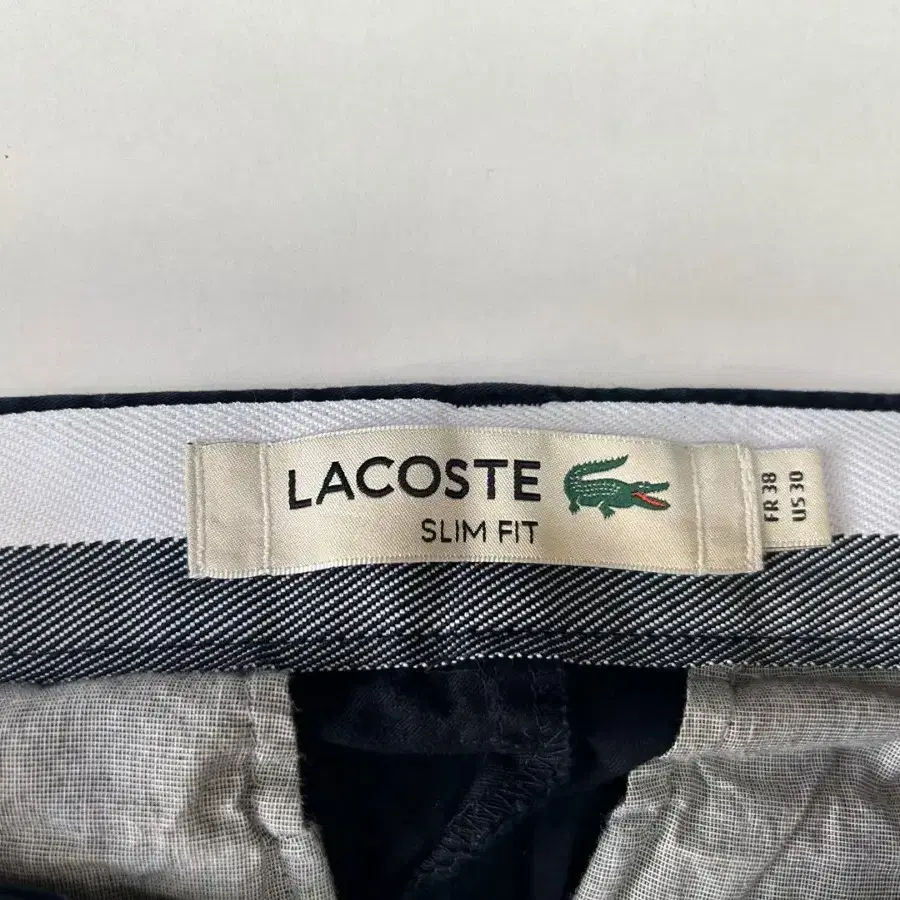 LACOSTE
SLIM FIT
FR 38
US 30